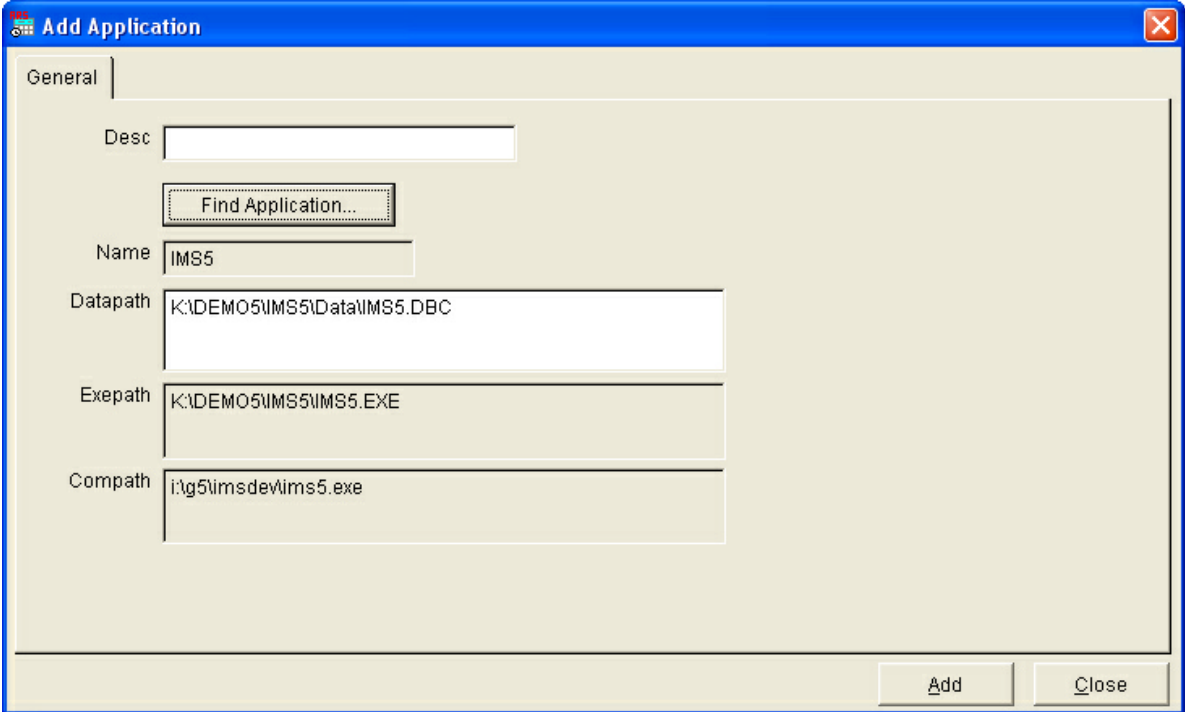 IMS
Add Application
General
Desc
Find Application...
Name IMS5
Datapath K:\DEMO5\IMS5\Data\IMS5.DBC
Exepath K:\DEMO5\IMS5\IMS5.EXE
Compath i:\g5\imsdev\ims5.exe
Add Close